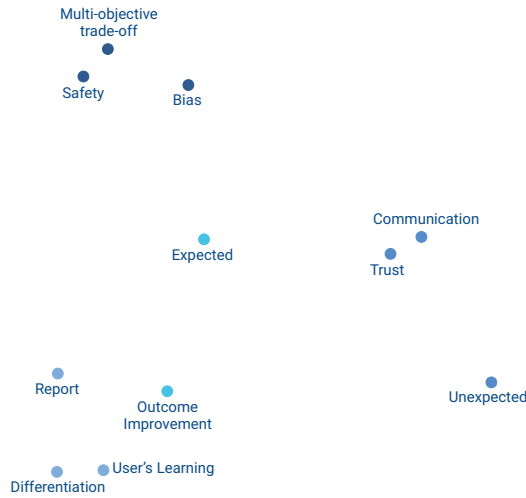 Multi-objective
trade-off
Safety
Bias
Communication
Expected
Trust
Report
Unexpected
Outcome
Improvement
User's Learning
Differentiation